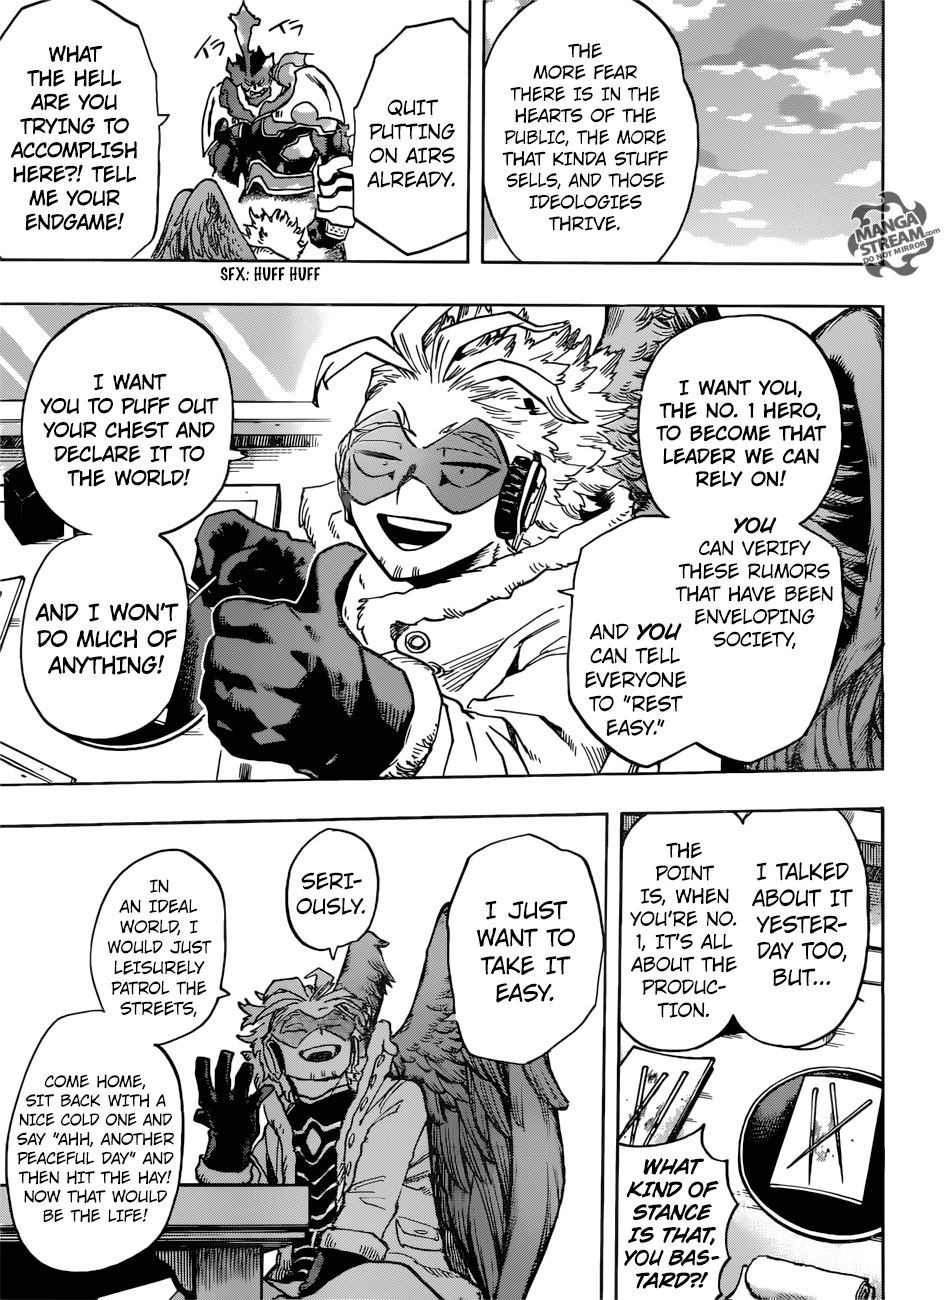 THE
MORE FEAR
THERE IS IN THE
HEARTS OF THE
PUBLIC, THE MORE
THAT KINDA STUFF
SELLS, AND THOSE
IDEOLOGIES
THRIVE.
MANGA
STREAM.com
DO NOT MIRROR
QUIT
PUTTING
ON AIRS
ALREADY.
イラ
イラ
WHAT
THE HELL
ARE YOU
TRYING TO
ACCOMPLISH
HERE?! TELL
ME YOUR
ENDGAME!
SFX: HUFF HUFF
I WANT YOU,
THE NO. 1 HERO,
TO BECOME THAT
LEADER WE CAN
RELY ON!
YOU
CAN VERIFY
THESE RUMORS
THAT HAVE BEEN
ENVELOPING
SOCIETY,
AND YOU
CAN TELL
EVERYONE
TO "REST
EASY."
I WANT
YOU TO PUFF OUT
YOUR CHEST AND
DECLARE IT TO
THE WORLD!
AND I WON'T
DO MUCH OF
ANYTHING!
I TALKED
ABOUT IT
YESTER-
DAY TOO,
BUT...
THE
POINT
IS, WHEN
YOU'RE NO.
1, IT'S ALL
ABOUT THE
PRODUC-
TION.
WHAT
KIND OF
STANCE
IS THAT,
YOU BAS-
TARD?!
I JUST
WANT TO
TAKE IT
EASY.
SERI-
OUSLY.
IN
AN IDEAL
WORLD, I
WOULD JUST
LEISURELY
PATROL THE
STREETS,
COME HOME,
SIT BACK WITH A
NICE COLD ONE AND
SAY "AHH, ANOTHER
PEACEFUL DAY" AND
THEN HIT THE HAY!
NOW THAT WOULD
BE THE LIFE!